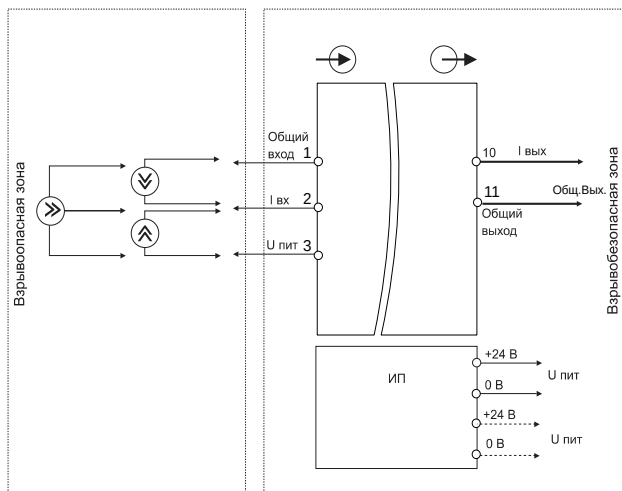 Взрывоопасная зона
Общий
вход 1
I вх 2
U пит 3
10 I вых
11 Общ.Вых.
Общий
выход
Взрывобезопасная зона
ИП
+24 В
U пит
0 В
+24 В
U пит
0 В